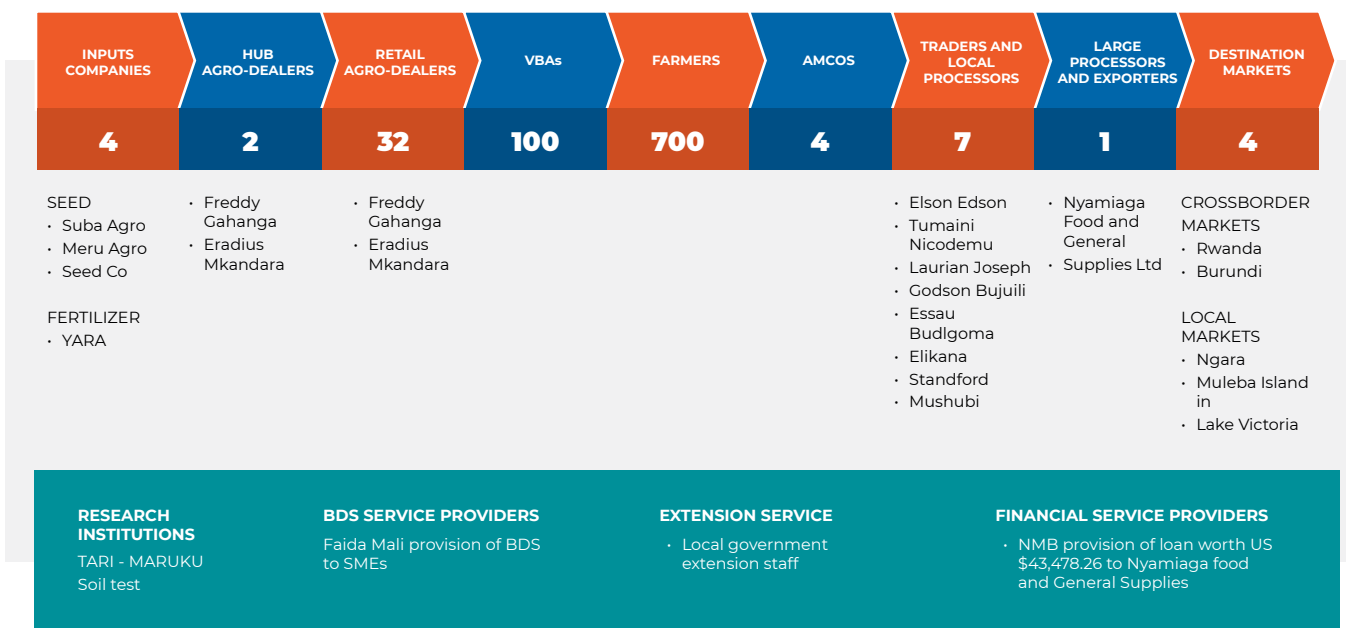 INPUTS
COMPANIES
HUB
AGRO-DEALERS
RETAIL
AGRO-DEALERS
VBAs
FARMERS
AMCOS
TRADERS AND
LOCAL
PROCESSORS
LARGE
PROCESSORS
AND EXPORTERS
DESTINATION
MARKETS
4
2
32
100
700
4
7
1
4
SEED
• Suba Agro
• Meru Agro
• Seed Co
FERTILIZER
• YARA
• Freddy
Gahanga
• Eradius
Mkandara
• Freddy
Gahanga
• Eradius
Mkandara
• Elson Edson
• Tumaini
Nicodemu
• Laurian Joseph
• Godson Bujuili
• Essau
Budlgoma
• Elikana
• Standford
• Mushubi
• Nyamiaga
Food and
General
• Supplies Ltd
CROSSBORDER
MARKETS
• Rwanda
• Burundi
LOCAL
MARKETS
• Ngara
• Muleba Island
in
• Lake Victoria
RESEARCH
INSTITUTIONS
TARI - MARUKU
Soil test
BDS SERVICE PROVIDERS
Faida Mali provision of BDS
to SMEs
EXTENSION SERVICE
• Local government
extension staff
FINANCIAL SERVICE PROVIDERS
• NMB provision of loan worth US
$43,478.26 to Nyamiaga food
and General Supplies